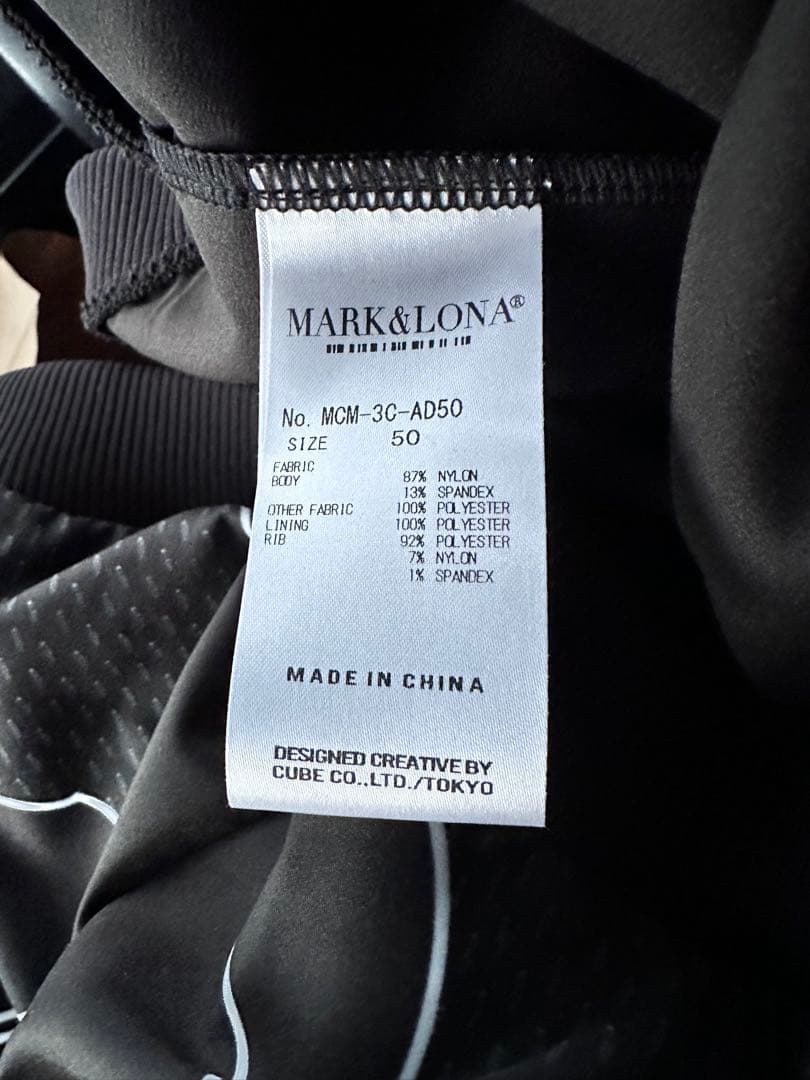 MARK&LONA®
No. MCM-3C-AD50
SIZE 50
FABRIC
BODY 87% NYLON
13% SPANDEX
OTHER FABRIC 100% POLYESTER
LINING 100% POLYESTER
RIB 92% POLYESTER
7% NYLON
1% SPANDEX
MADE IN CHINA
DESIGNED CREATIVE BY
CUBE CO.,LTD./TOKYO